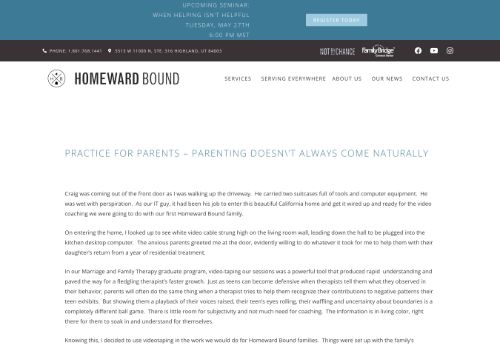 UPCOMING SEMINAR:
WHEN HELPING ISN'T HELPFUL
TUESDAY, MAY 27TH
6:00 PM MST
REGISTER TODAY
PHONE: 1.801.768.1441
5513 W 11000 N, STE. 316 HIGHLAND, UT 84003
NOT BY CHANCE
FamilyBridge
HOMEWARD BOUND
SERVICES
SERVING EVERYWHERE
ABOUT US
OUR NEWS
CONTACT US
PRACTICE FOR PARENTS – PARENTING DOESN\'T ALWAYS COME NATURALLY
Craig was coming out of the front door as I was walking up the driveway. He carried two suitcases full of tools and computer equipment. He
was wet with perspiration. As our IT guy, it had been his job to enter this beautiful California home and get it wired up and ready for the video
coaching we were going to do with our first Homeward Bound family.
On entering the home, I looked up to see white video cable strung high on the living room wall, leading down the hall to be plugged into the
kitchen desktop computer. The anxious parents greeted me at the door, evidently willing to do whatever it took for me to help them with their
daughter's return from a year of residential treatment.
In our Marriage and Family Therapy graduate program, video-taping our sessions was a powerful tool that produced rapid understanding and
paved the way for a fledgling therapist's faster growth. Just as teens can become defensive when therapists tell them what they observed in
their behavior, parents will often do the same thing when a therapist tries to help them recognize their contributions to negative patterns their
teen exhibits. But showing them a playback of their voices raised, their teen's eyes rolling, their waffling and uncertainty about boundaries is a
completely different ball game. There is little room for subjectivity and not much need for coaching. The information is in living color, right
there for them to soak in and understand for themselves.
Knowing this, I decided to use videotaping in the work we would do for Homeward Bound families. Things were set up with the family's